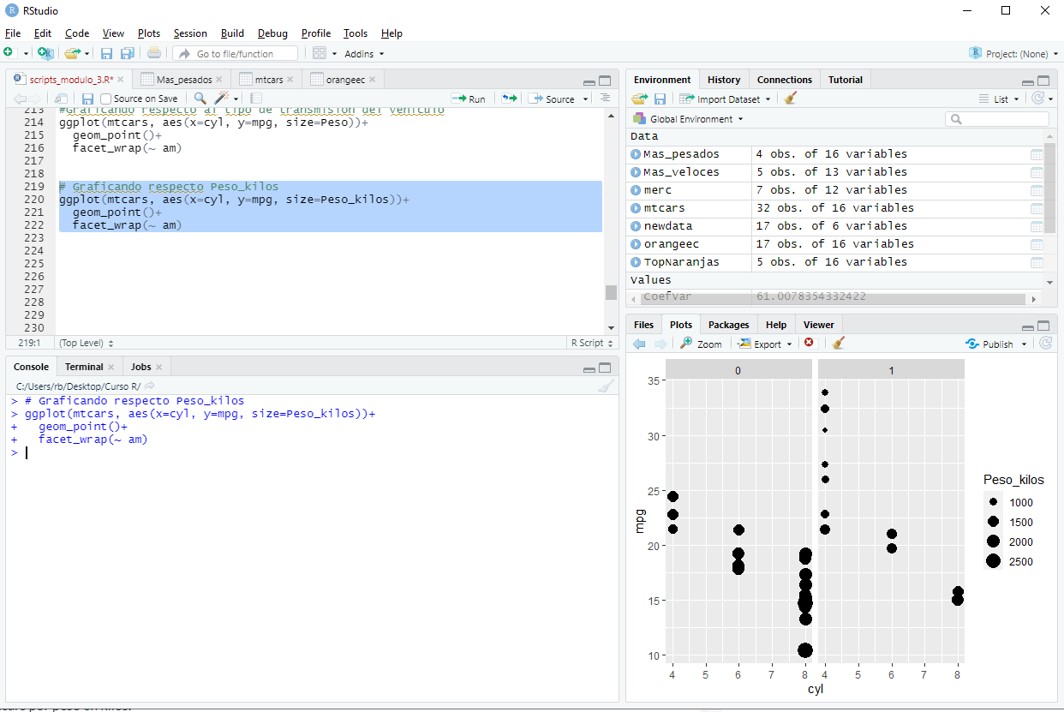 RStudio
File Edit Code View Plots Session Build Debug Profile Tools Help
Go to file/function Addins Project: (None)
scripts_modulo_3.R* Mas_pesados mtcars orangeec
Source on Save Run Source
213 #Graficando respecto al tipo de transmisión del vehículo
214 ggplot(mtcars, aes(x=cyl, y=mpg, size=Peso))+
215 geom_point()+
216 facet_wrap(~ am)
217
218
219 # Graficando respecto Peso_kilos
220 ggplot(mtcars, aes(x=cyl, y=mpg, size=Peso_kilos))+
221 geom_point()+
222 facet_wrap(~ am)
223
224
225
226
227
228
229
230
219:1 (Top Level) R Script
Console Terminal Jobs
C:/Users/rb/Desktop/Curso R/
> # Graficando respecto Peso_kilos
> ggplot(mtcars, aes(x=cyl, y=mpg, size=Peso_kilos))+
+ geom_point()+
+ facet_wrap(~ am)
>
Environment History Connections Tutorial
Import Dataset List
Global Environment
Data
Mas_pesados 4 obs. of 16 variables
Mas_veloces 5 obs. of 13 variables
merc 7 obs. of 12 variables
mtcars 32 obs. of 16 variables
newdata 17 obs. of 6 variables
orangeec 17 obs. of 16 variables
TopNaranjas 5 obs. of 16 variables
Values
CoefVar 61.0078354332422
Files Plots Packages Help Viewer
Zoom Export Publish
0 1
35
30
25
20
15
10
mpg
4 5 6 7 8 4 5 6 7 8
cyl
Peso_kilos
1000
1500
2000
2500